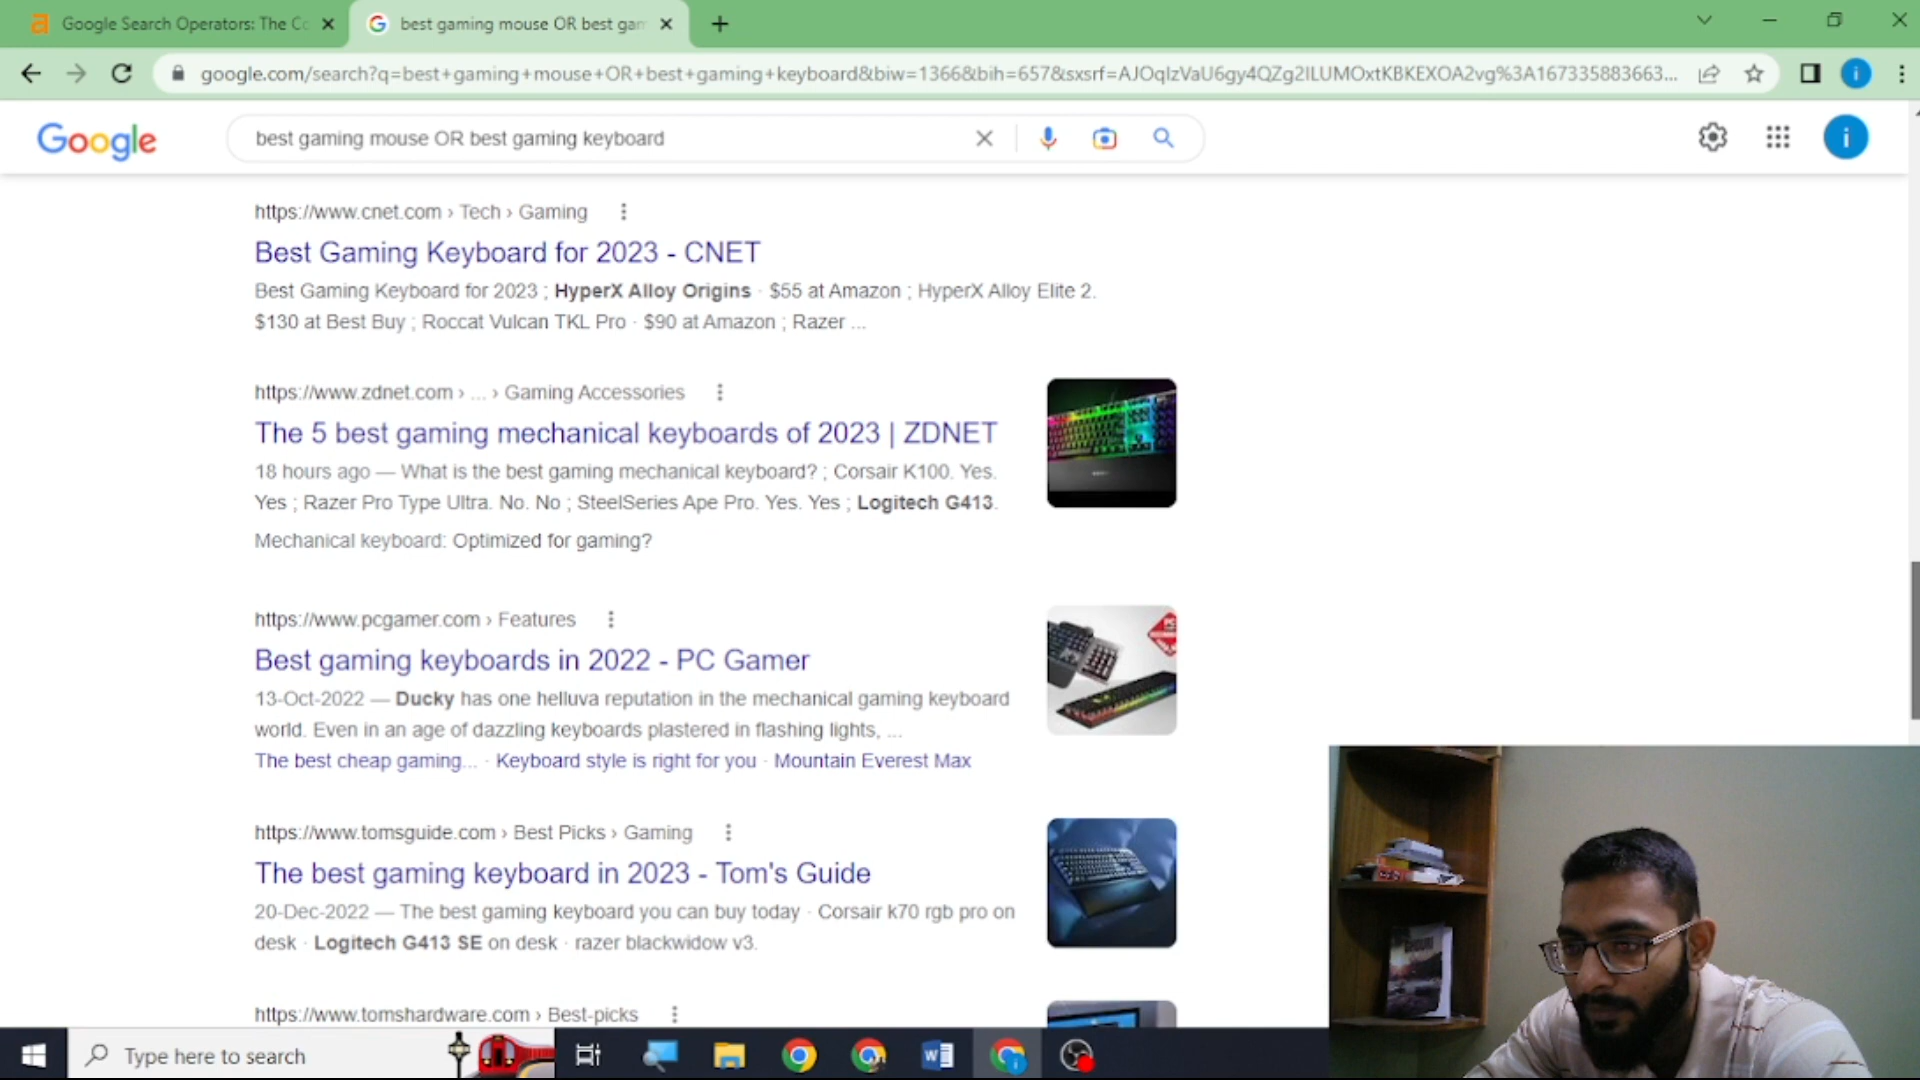 Google Search Operators: The Co
best gaming mouse OR best gam
google.com/search?q=best+gaming+mouse+OR+best+gaming+keyboard&biw=1366&bih=657&sxsrf=AJOqlzVaU6gy4QZg2ILUMOxtKBKEXOA2vg%3A167335883663...
i
Google
best gaming mouse OR best gaming keyboard
i
https://www.cnet.com › Tech › Gaming
Best Gaming Keyboard for 2023 - CNET
Best Gaming Keyboard for 2023 ; HyperX Alloy Origins · $55 at Amazon ; HyperX Alloy Elite 2.
$130 at Best Buy ; Roccat Vulcan TKL Pro · $90 at Amazon ; Razer ...
https://www.zdnet.com › ... › Gaming Accessories
The 5 best gaming mechanical keyboards of 2023 | ZDNET
18 hours ago — What is the best gaming mechanical keyboard? ; Corsair K100. Yes.
Yes ; Razer Pro Type Ultra. No. No ; SteelSeries Ape Pro. Yes. Yes ; Logitech G413.
Mechanical keyboard: Optimized for gaming?
https://www.pcgamer.com › Features
Best gaming keyboards in 2022 - PC Gamer
13-Oct-2022 — Ducky has one helluva reputation in the mechanical gaming keyboard
world. Even in an age of dazzling keyboards plastered in flashing lights, ...
The best cheap gaming... · Keyboard style is right for you · Mountain Everest Max
https://www.tomsguide.com › Best Picks › Gaming
The best gaming keyboard in 2023 - Tom's Guide
20-Dec-2022 — The best gaming keyboard you can buy today · Corsair k70 rgb pro on
desk · Logitech G413 SE on desk · razer blackwidow v3.
https://www.tomshardware.com › Best-picks
Type here to search